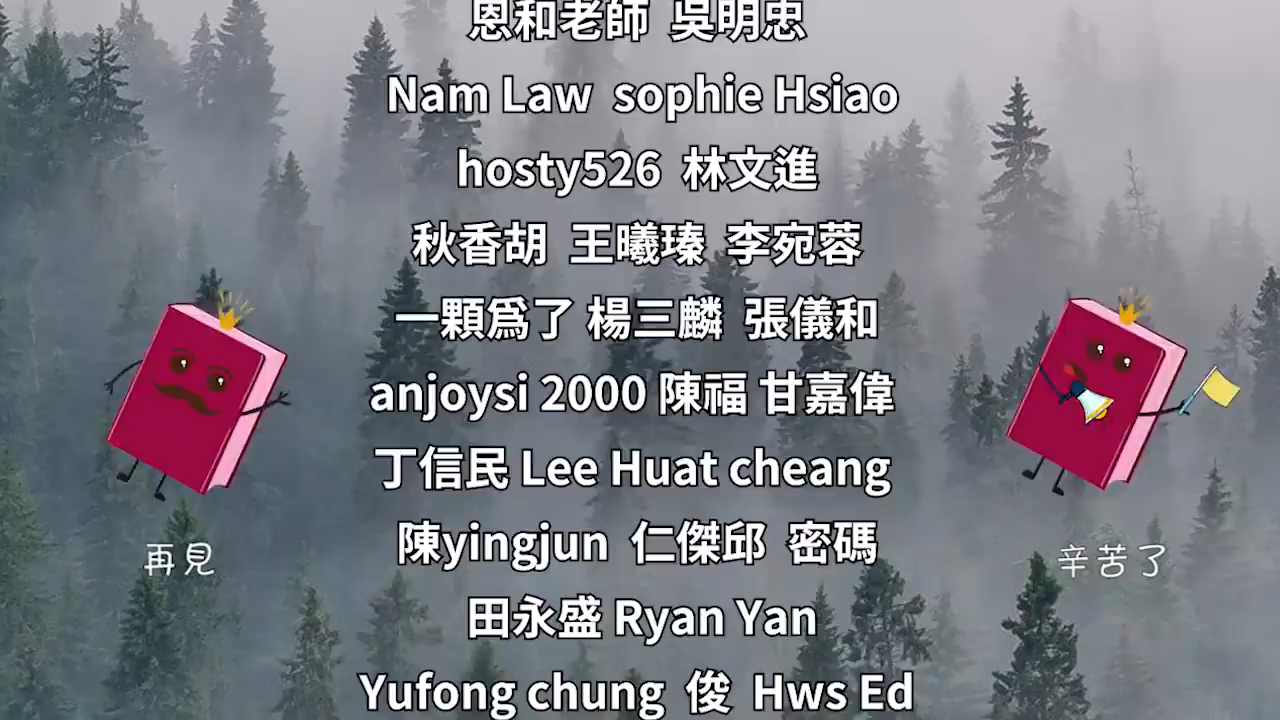 恩和老師 吳明忠
Nam Law sophie Hsiao
hosty526 林文進
秋香胡 王曦瑧 李宛蓉
一顆爲了 楊三麟 張儀和
anjoysi 2000 陳福 甘嘉偉
丁信民 Lee Huat cheang
陳yingjun 仁傑邱 密碼
田永盛 Ryan Yan
Yufong chung 俊 Hws Ed
再見
辛苦了